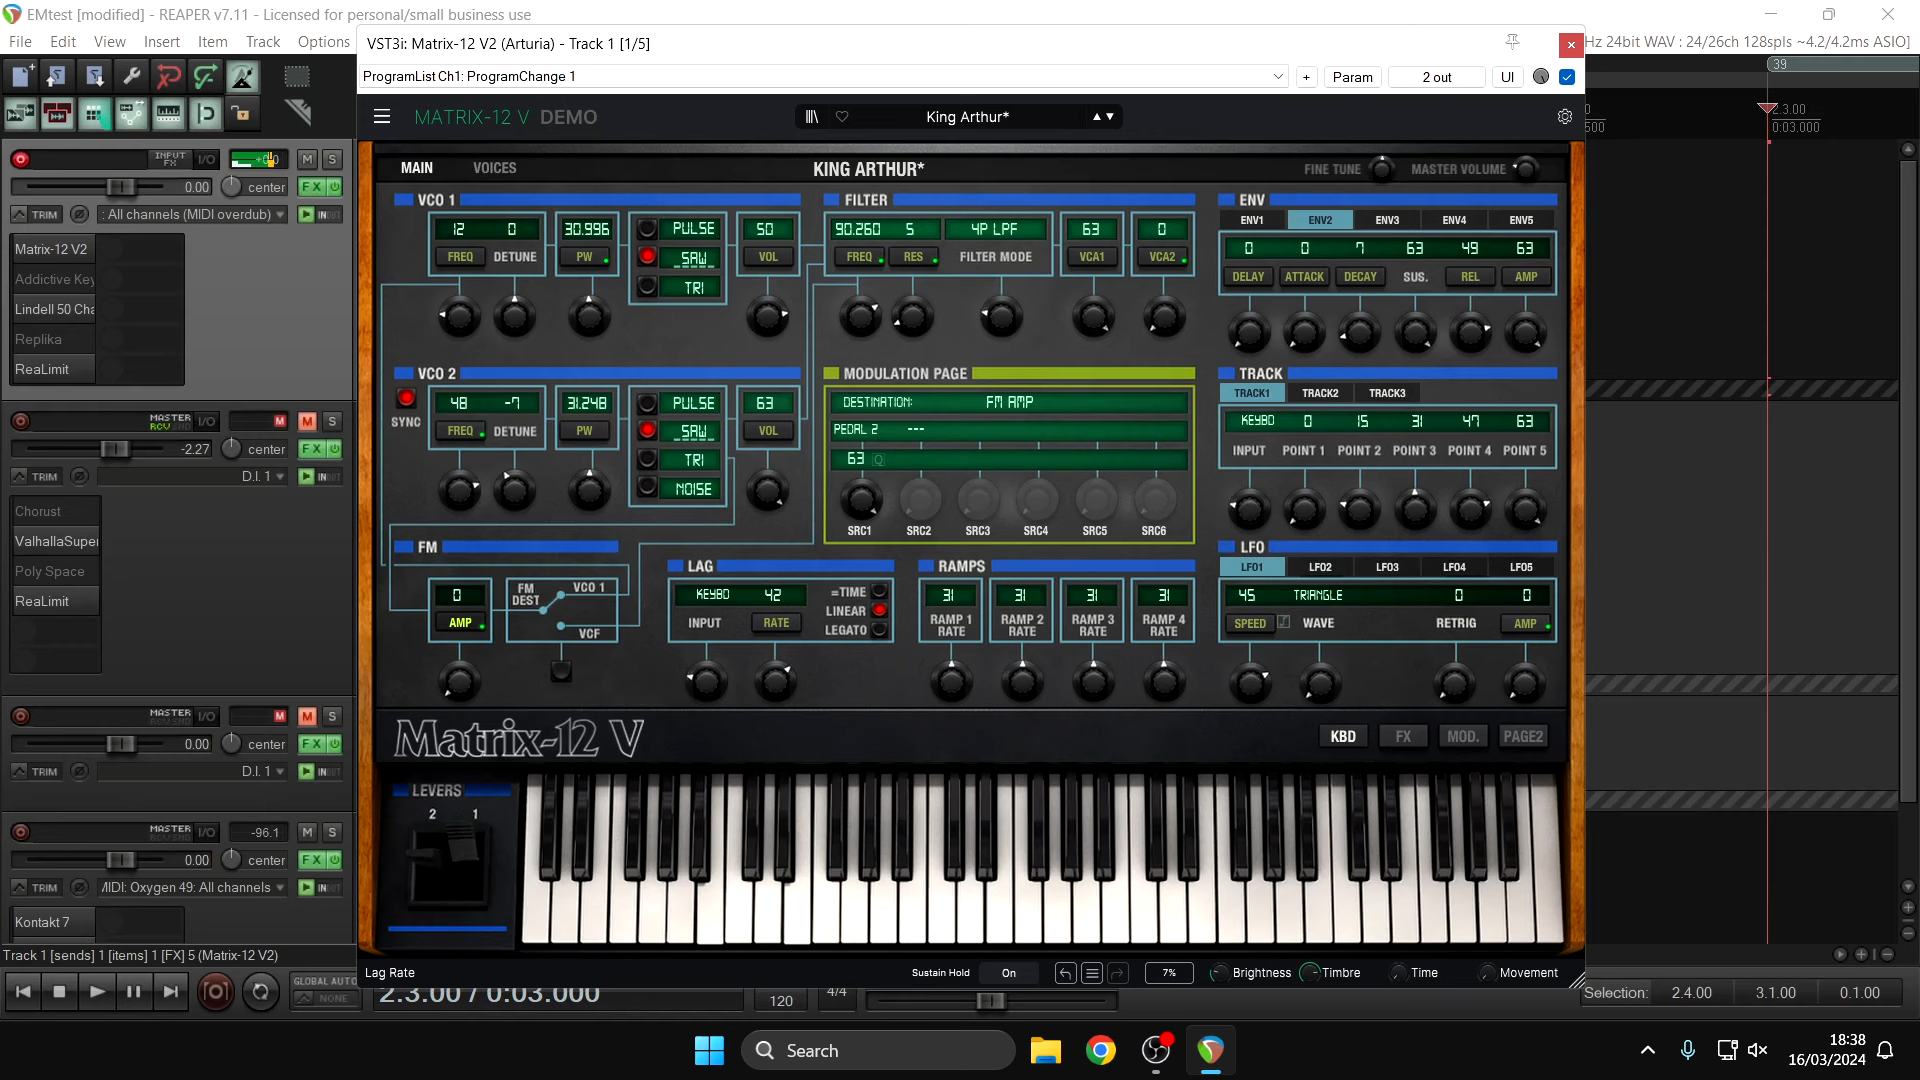 EMtest [modified] - REAPER v7.11 - Licensed for personal/small business use
File Edit View Insert Item Track Options
Hz 24bit WAV : 24/26ch 128spls ~4.2/4.2ms ASIO]
VST3i: Matrix-12 V2 (Arturia) - Track 1 [1/5]
ProgramList Ch1: ProgramChange 1
+ Param 2 out UI
MATRIX-12 V DEMO
King Arthur*
39
2.3.00
0:03.000
500
INPUT FX I/O M S
0.00 center FX
TRIM : All channels (MIDI overdub) IN
Matrix-12 V2
Addictive Key
Lindell 50 Cha
Replika
ReaLimit
MASTER RCV I/O M M S
-2.27 center FX
TRIM D.I. 1 IN
Chorust
ValhallaSuper
Poly Space
ReaLimit
MASTER I/O M M S
0.00 center FX
TRIM D.I. 1 IN
MASTER I/O -96.1 M S
0.00 center FX
TRIM MIDI: Oxygen 49: All channels IN
Kontakt 7
MAIN VOICES KING ARTHUR* FINE TUNE MASTER VOLUME
VCO 1
12 0 30.996 PULSE 50
FREQ DETUNE PW SAW VOL
TRI
FILTER
90.260 5 4P LPF 63 0
FREQ RES FILTER MODE VCA1 VCA2
ENV
ENV1 ENV2 ENV3 ENV4 ENV5
0 0 7 63 49 63
DELAY ATTACK DECAY SUS. REL AMP
VCO 2
SYNC
48 -7 31.248 PULSE 63
FREQ DETUNE PW SAW VOL
TRI
NOISE
MODULATION PAGE
DESTINATION: FM AMP
PEDAL 2 ---
63 Q
SRC1 SRC2 SRC3 SRC4 SRC5 SRC6
TRACK
TRACK1 TRACK2 TRACK3
KEYBD 0 15 31 47 63
INPUT POINT 1 POINT 2 POINT 3 POINT 4 POINT 5
FM
0
AMP
FM DEST VCO 1
VCF
LAG
KEYBD 42
INPUT RATE
=TIME
LINEAR
LEGATO
RAMPS
31 31 31 31
RAMP 1 RATE RAMP 2 RATE RAMP 3 RATE RAMP 4 RATE
LFO
LFO1 LFO2 LFO3 LFO4 LFO5
45 TRIANGLE 0 0
SPEED WAVE RETRIG AMP
Matrix-12 V
KBD FX MOD. PAGE2
LEVERS
2 1
Lag Rate Sustain Hold On 7% Brightness Timbre Time Movement
Track 1 [sends] 1 [items] 1 [FX] 5 (Matrix-12 V2)
GLOBAL AUTO
NONE
2.3.00 / 0:03.000
120
4/4
Selection: 2.4.00 3.1.00 0.1.00
Search
18:38
16/03/2024